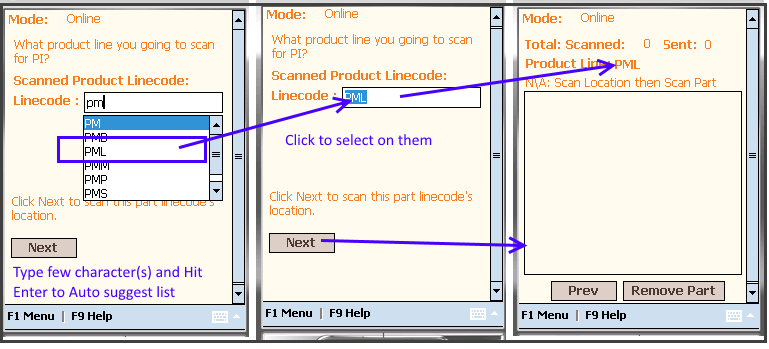 Mode: Online
What product line you going to scan
for PI?
Scanned Product Linecode:
Linecode : pm
PM
PMB
PML
PMM
PMP
PMS
Click Next to scan this part linecode's
location.
Next
Type few character(s) and Hit
Enter to Auto suggest list
F1 Menu | F9 Help
Mode: Online
What product line you going to scan
for PI?
Scanned Product Linecode:
Linecode : PML
Click to select on them
Click Next to scan this part linecode's
location.
Next
F1 Menu | F9 Help
Mode: Online
Total: Scanned: 0 Sent: 0
Product Line: PML
N\A: Scan Location then Scan Part
Prev Remove Part
F1 Menu | F9 Help